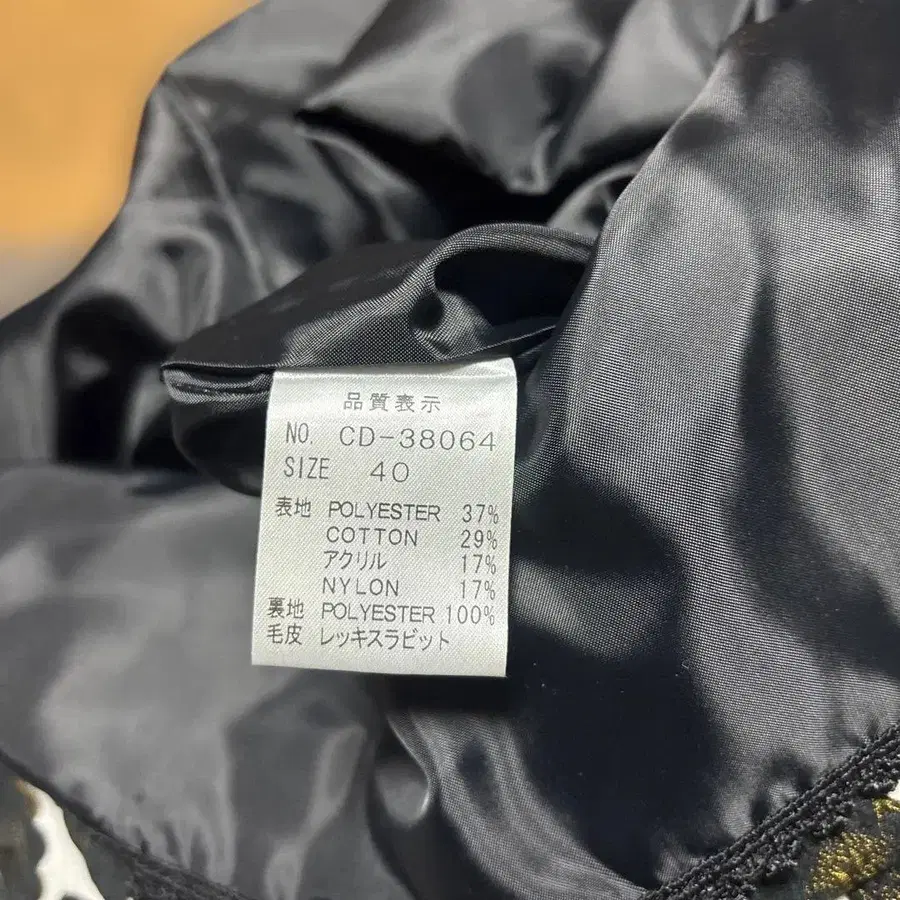 品質表示
NO. CD-38064
SIZE 40
表地 POLYESTER 37%
COTTON 29%
アクリル 17%
NYLON 17%
裏地 POLYESTER 100%
毛皮 レッキスラビット